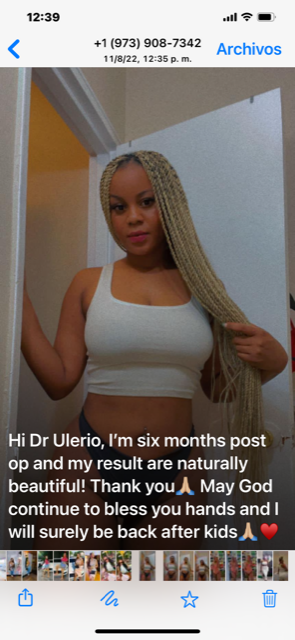 12:39
+1 (973) 908-7342
Archivos
11/8/22, 12:35 p. m.
Hi Dr Ulerio, I'm six months post
op and my result are naturally
beautiful! Thank you🙏🏼 May God
continue to bless you hands and I
will surely be back after kids🙏🏼♥️